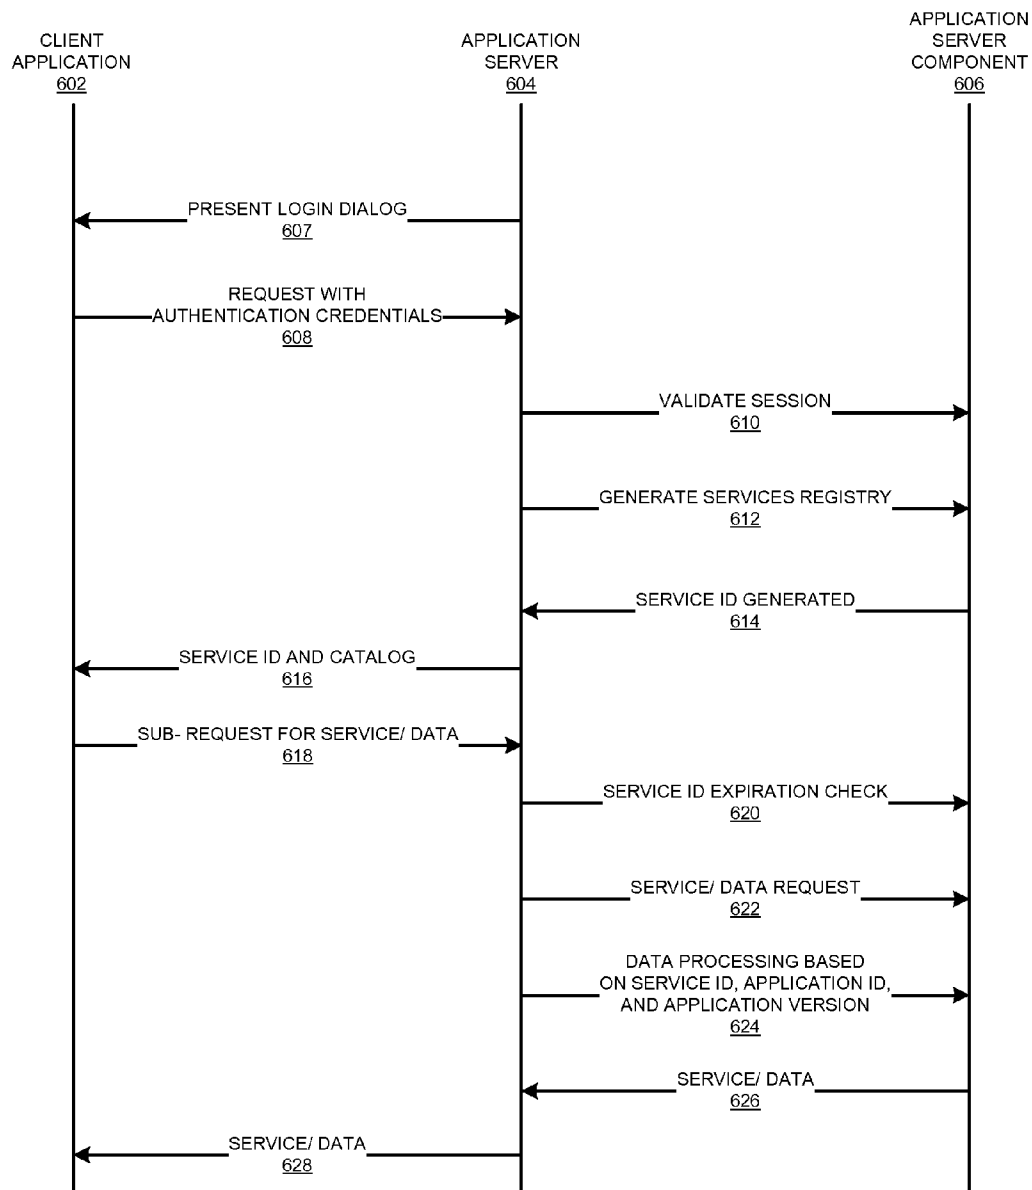 CLIENT
APPLICATION
602
APPLICATION
SERVER
604
APPLICATION
SERVER
COMPONENT
606
PRESENT LOGIN DIALOG
607
REQUEST WITH
AUTHENTICATION CREDENTIALS
608
VALIDATE SESSION
610
GENERATE SERVICES REGISTRY
612
SERVICE ID GENERATED
614
SERVICE ID AND CATALOG
616
SUB- REQUEST FOR SERVICE/ DATA
618
SERVICE ID EXPIRATION CHECK
620
SERVICE/ DATA REQUEST
622
DATA PROCESSING BASED
ON SERVICE ID, APPLICATION ID,
AND APPLICATION VERSION
624
SERVICE/ DATA
626
SERVICE/ DATA
628